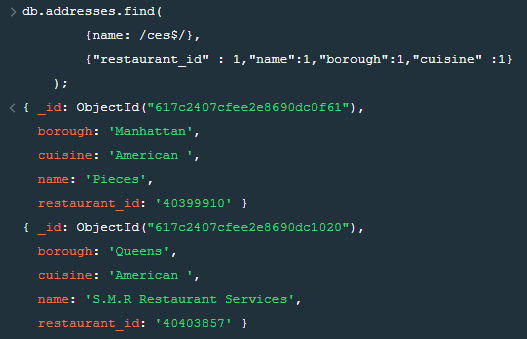 > db.addresses.find(
{name: /ces$/},
{"restaurant_id" : 1,"name":1,"borough":1,"cuisine" :1}
);
< { _id: ObjectId("617c2407cfee2e8690dc0f61"),
borough: 'Manhattan',
cuisine: 'American ',
name: 'Pieces',
restaurant_id: '40399910' }
{ _id: ObjectId("617c2407cfee2e8690dc1020"),
borough: 'Queens',
cuisine: 'American ',
name: 'S.M.R Restaurant Services',
restaurant_id: '40403857' }